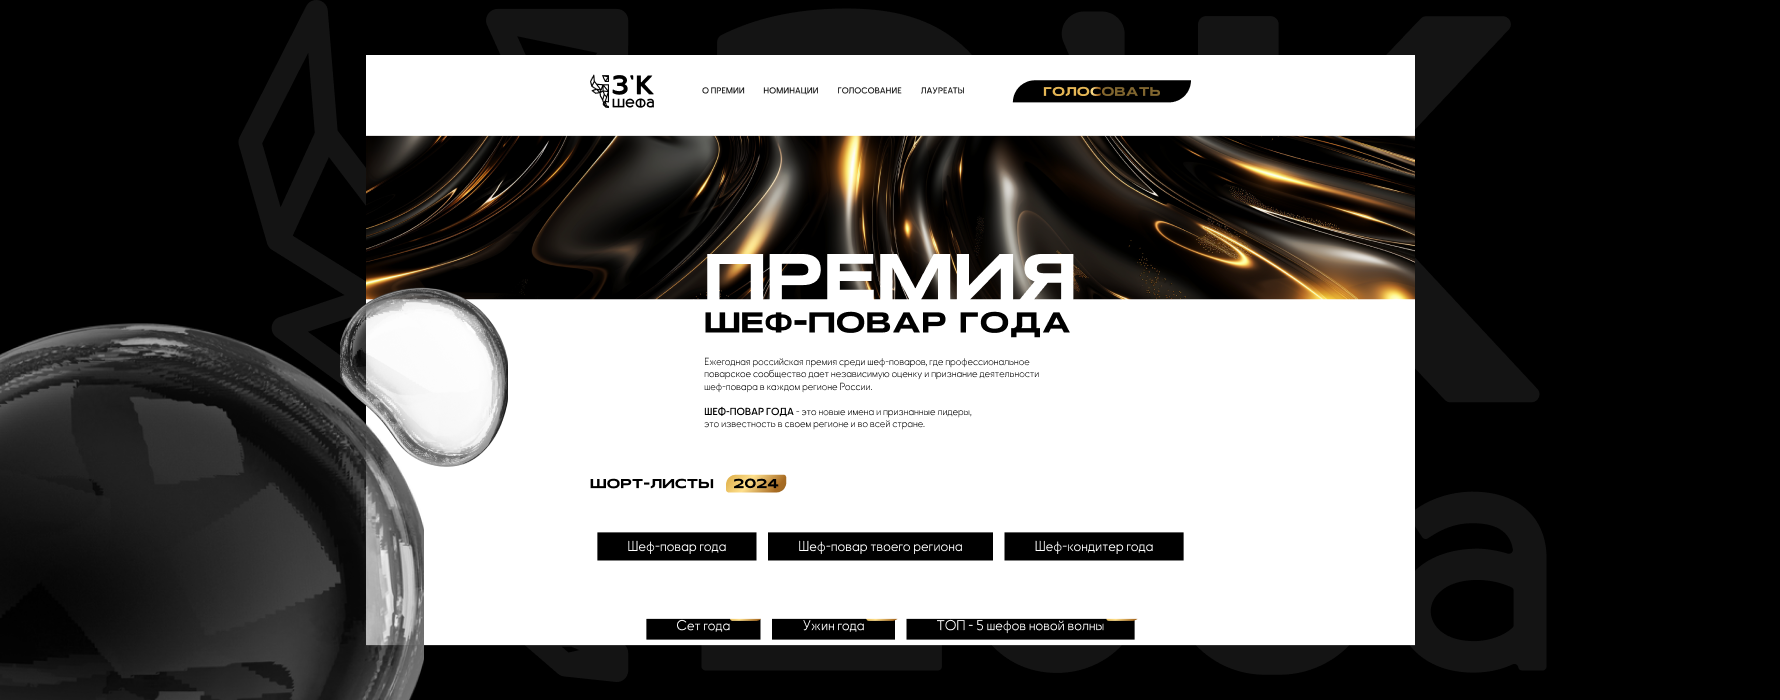 З'К
шефа
О ПРЕМИИ НОМИНАЦИИ ГОЛОСОВАНИЕ ЛАУРЕАТЫ
ГОЛОСОВАТЬ
ПРЕМИЯ
ШЕФ-ПОВАР ГОДА
Ежегодная российская премия среди шеф-поваров, где профессиональное
поварское сообщество дает независимую оценку и признание деятельности
шеф-повара в каждом регионе России.
ШЕФ-ПОВАР ГОДА - это новые имена и признанные лидеры,
это известность в своем регионе и во всей стране.
ШОРТ-ЛИСТЫ 2024
Шеф-повар года Шеф-повар твоего региона Шеф-кондитер года
Сет года Ужин года ТОП - 5 шефов новой волны